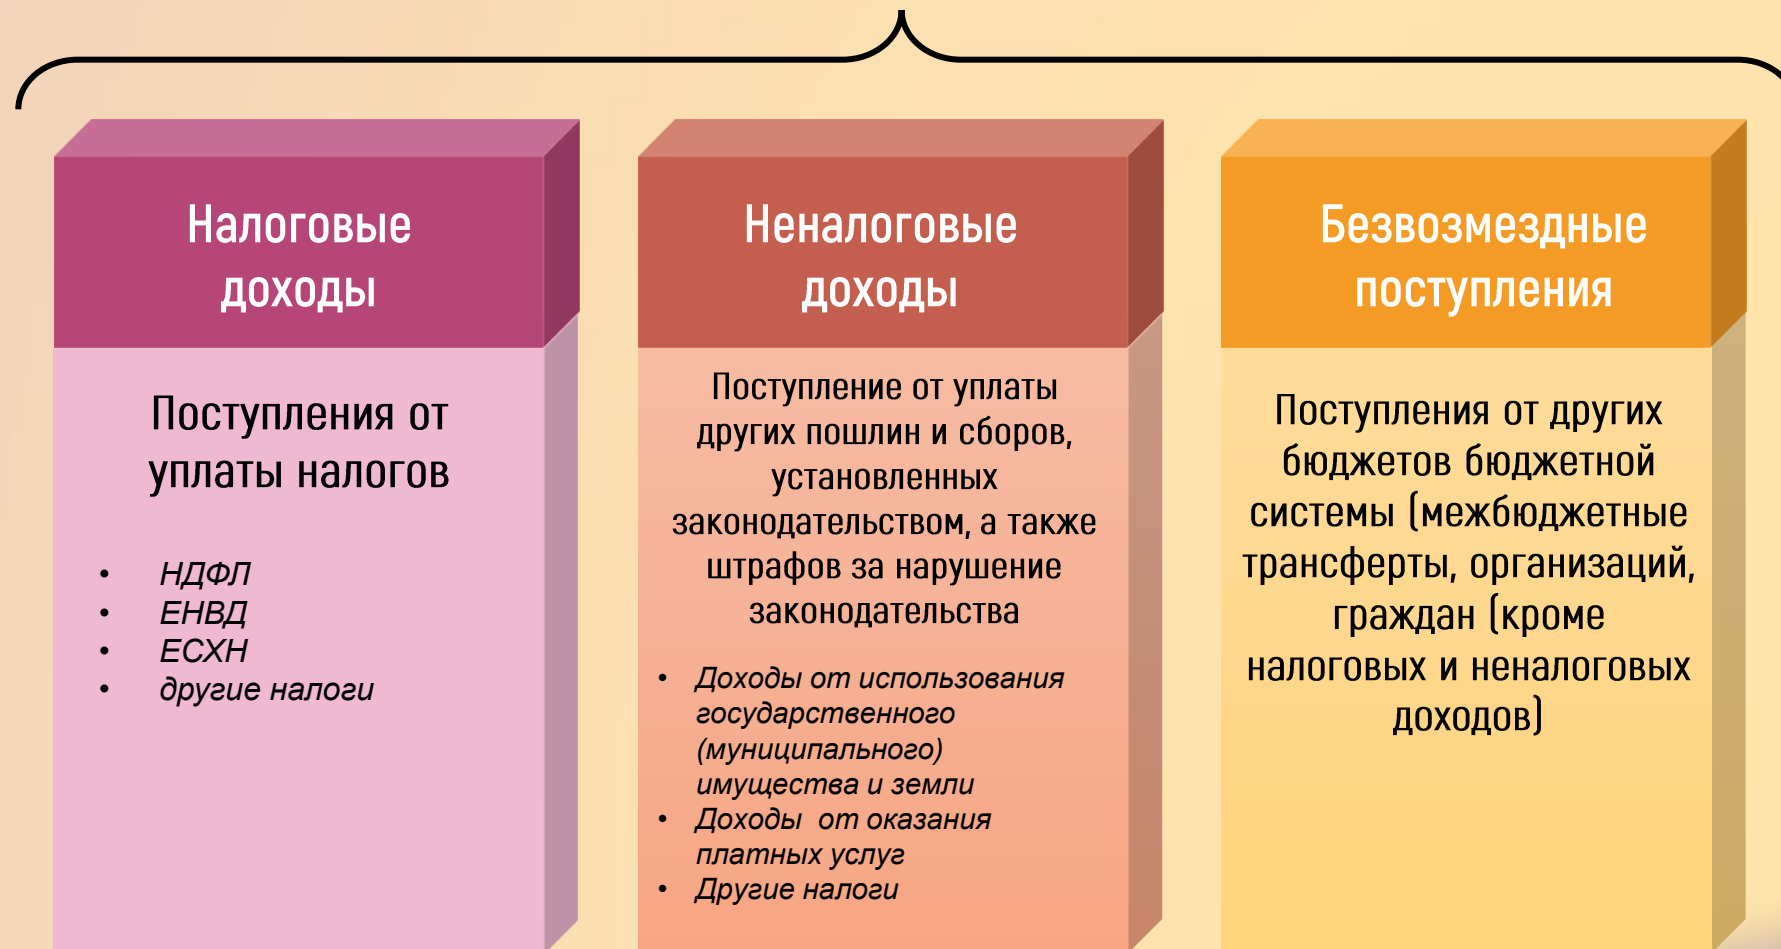 Налоговые
доходы
Поступления от
уплаты налогов
• НДФЛ
• ЕНВД
• ЕСХН
• другие налоги
Неналоговые
доходы
Поступление от уплаты
других пошлин и сборов,
установленных
законодательством, а также
штрафов за нарушение
законодательства
• Доходы от использования
государственного
(муниципального)
имущества и земли
• Доходы от оказания
платных услуг
• Другие налоги
Безвозмездные
поступления
Поступления от других
бюджетов бюджетной
системы (межбюджетные
трансферты, организаций,
граждан (кроме
налоговых и неналоговых
доходов)